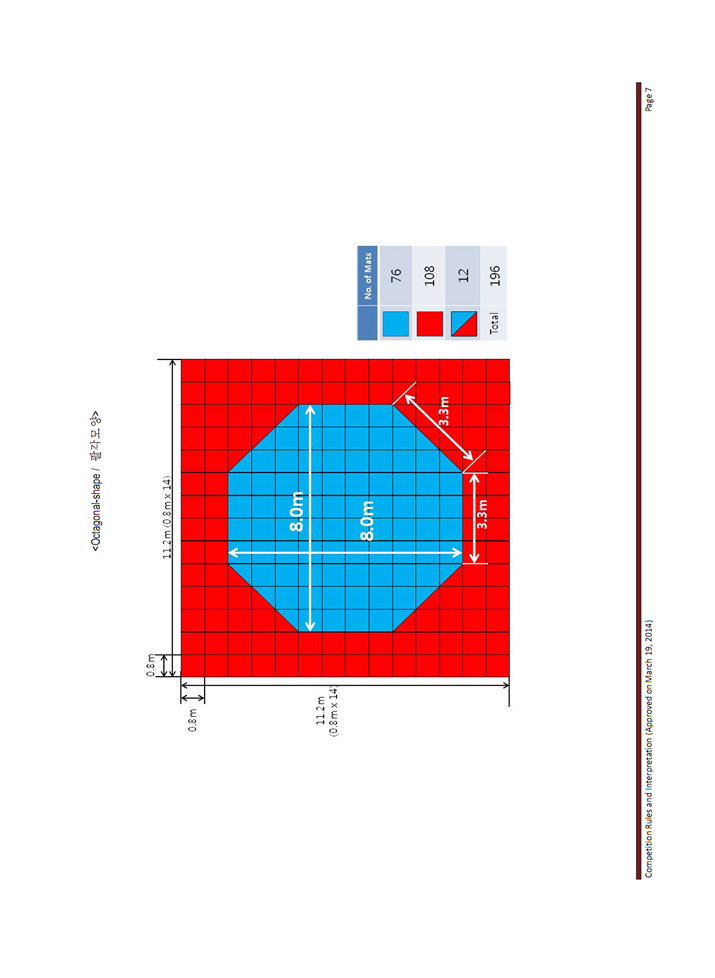 <Octagonal-shape / 팔각모양>
11.2m (0.8m x 14)
0.8m
0.8m
11.2m
(0.8m x 14)
8.0m
8.0m
3.3m
3.3m
No. of Mats
76
108
12
Total 196
Competition Rules and Interpretation (Approved on March 19, 2014) Page 7